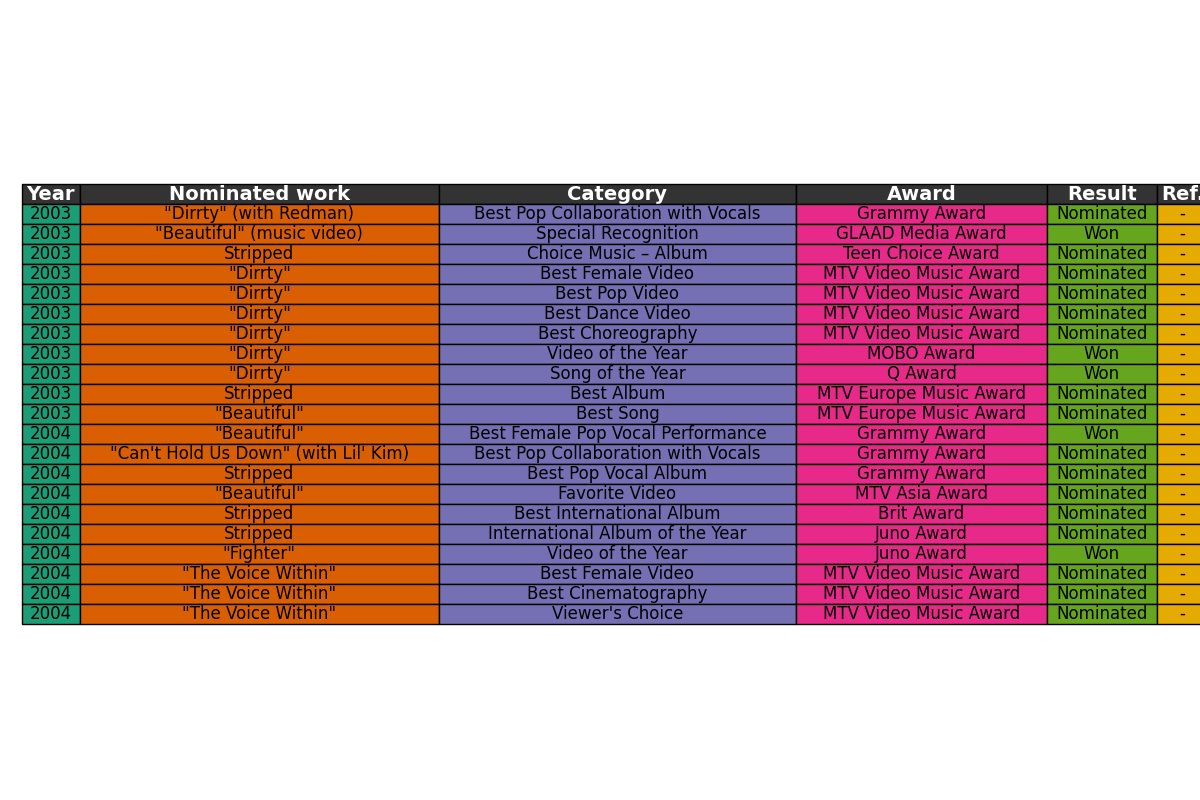 Year Nominated work Category Award Result Ref.
2003 "Dirrty" (with Redman) Best Pop Collaboration with Vocals Grammy Award Nominated -
2003 "Beautiful" (music video) Special Recognition GLAAD Media Award Won -
2003 Stripped Choice Music – Album Teen Choice Award Nominated -
2003 "Dirrty" Best Female Video MTV Video Music Award Nominated -
2003 "Dirrty" Best Pop Video MTV Video Music Award Nominated -
2003 "Dirrty" Best Dance Video MTV Video Music Award Nominated -
2003 "Dirrty" Best Choreography MTV Video Music Award Nominated -
2003 "Dirrty" Video of the Year MOBO Award Won -
2003 "Dirrty" Song of the Year Q Award Won -
2003 Stripped Best Album MTV Europe Music Award Nominated -
2003 "Beautiful" Best Song MTV Europe Music Award Nominated -
2004 "Beautiful" Best Female Pop Vocal Performance Grammy Award Won -
2004 "Can't Hold Us Down" (with Lil' Kim) Best Pop Collaboration with Vocals Grammy Award Nominated -
2004 Stripped Best Pop Vocal Album Grammy Award Nominated -
2004 "Beautiful" Favorite Video MTV Asia Award Nominated -
2004 Stripped Best International Album Brit Award Nominated -
2004 Stripped International Album of the Year Juno Award Nominated -
2004 "Fighter" Video of the Year Juno Award Won -
2004 "The Voice Within" Best Female Video MTV Video Music Award Nominated -
2004 "The Voice Within" Best Cinematography MTV Video Music Award Nominated -
2004 "The Voice Within" Viewer's Choice MTV Video Music Award Nominated -